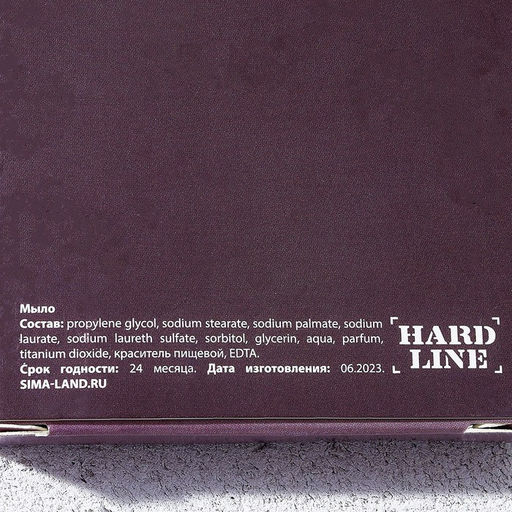 Мыло
Состав: propylene glycol, sodium stearate, sodium palmate, sodium
laurate, sodium laureth sulfate, sorbitol, glycerin, aqua, parfum,
titanium dioxide, краситель пищевой, EDTA.
Срок годности: 24 месяца. Дата изготовления: 06.2023.
SIMA-LAND.RU
HARD
LINE